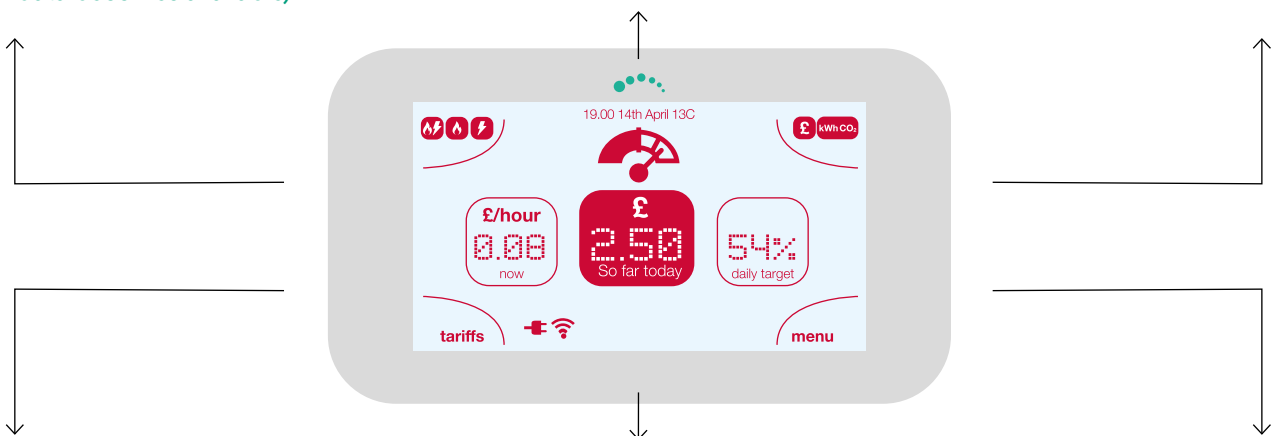 19.00 14th April 13C
£ kWh CO₂
£/hour
0.08
now
£
2.50
So far today
54%
daily target
tariffs
menu